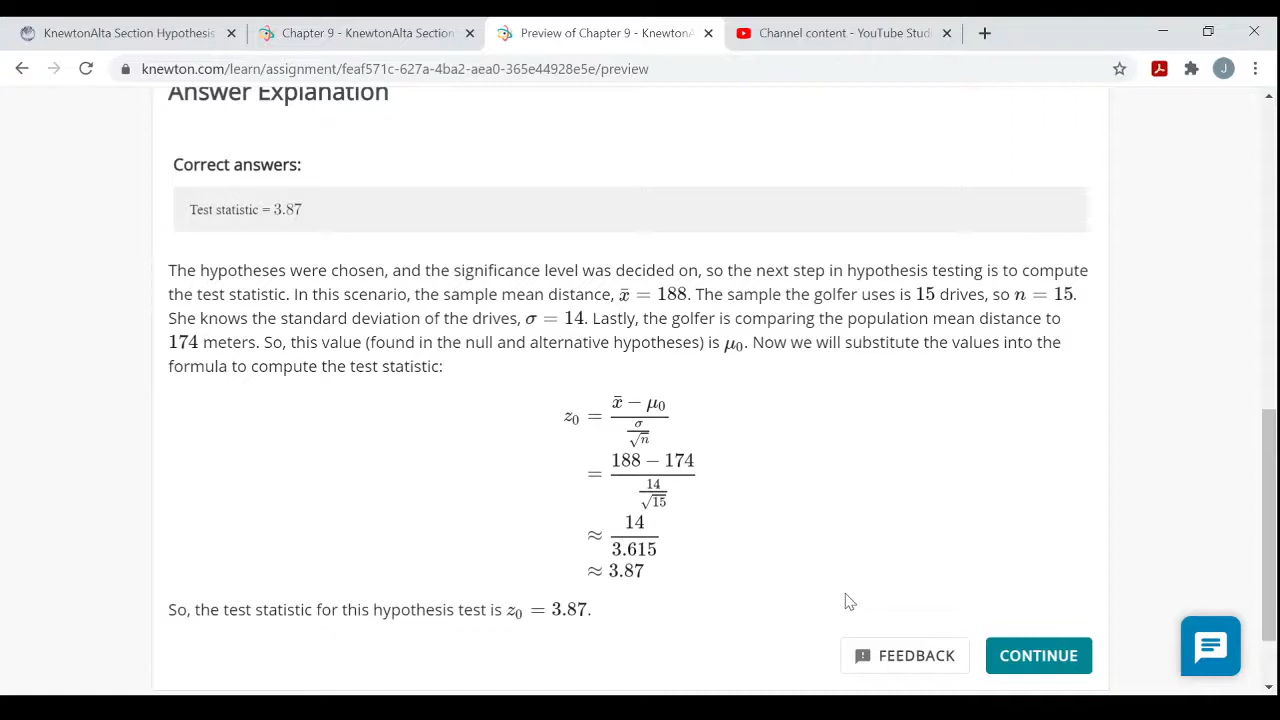 KnewtonAlta Section Hypothesis
Chapter 9 - KnewtonAlta Section
Preview of Chapter 9 - KnewtonA
Channel content - YouTube Studi
knewton.com/learn/assignment/feaf571c-627a-4ba2-aea0-365e44928e5e/preview
J
Answer Explanation
Correct answers:
Test statistic = 3.87
The hypotheses were chosen, and the significance level was decided on, so the next step in hypothesis testing is to compute
the test statistic. In this scenario, the sample mean distance, x̄ = 188. The sample the golfer uses is 15 drives, so n = 15.
She knows the standard deviation of the drives, σ = 14. Lastly, the golfer is comparing the population mean distance to
174 meters. So, this value (found in the null and alternative hypotheses) is μ₀. Now we will substitute the values into the
formula to compute the test statistic:
z₀ = (x̄ − μ₀) / (σ/√n)
= (188 − 174) / (14/√15)
≈ 14 / 3.615
≈ 3.87
So, the test statistic for this hypothesis test is z₀ = 3.87.
FEEDBACK
CONTINUE